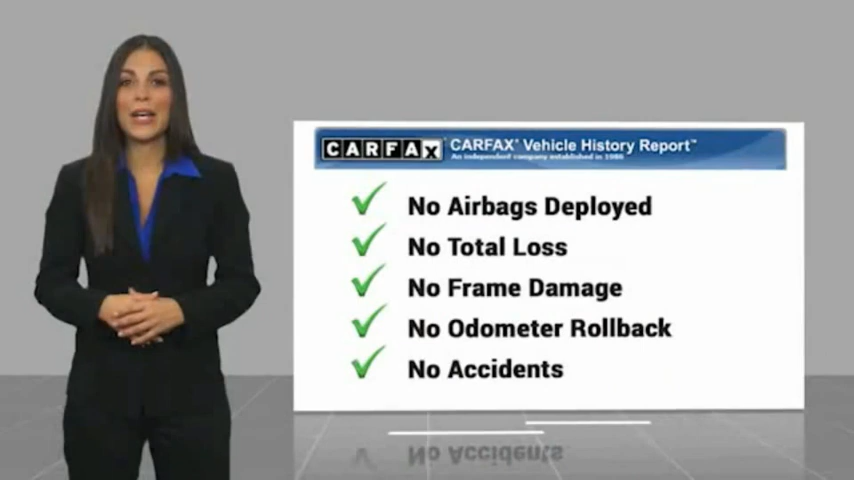 CARFAX CARFAX Vehicle History Report™
An independent company established in 1986
No Airbags Deployed
No Total Loss
No Frame Damage
No Odometer Rollback
No Accidents
No Accidents